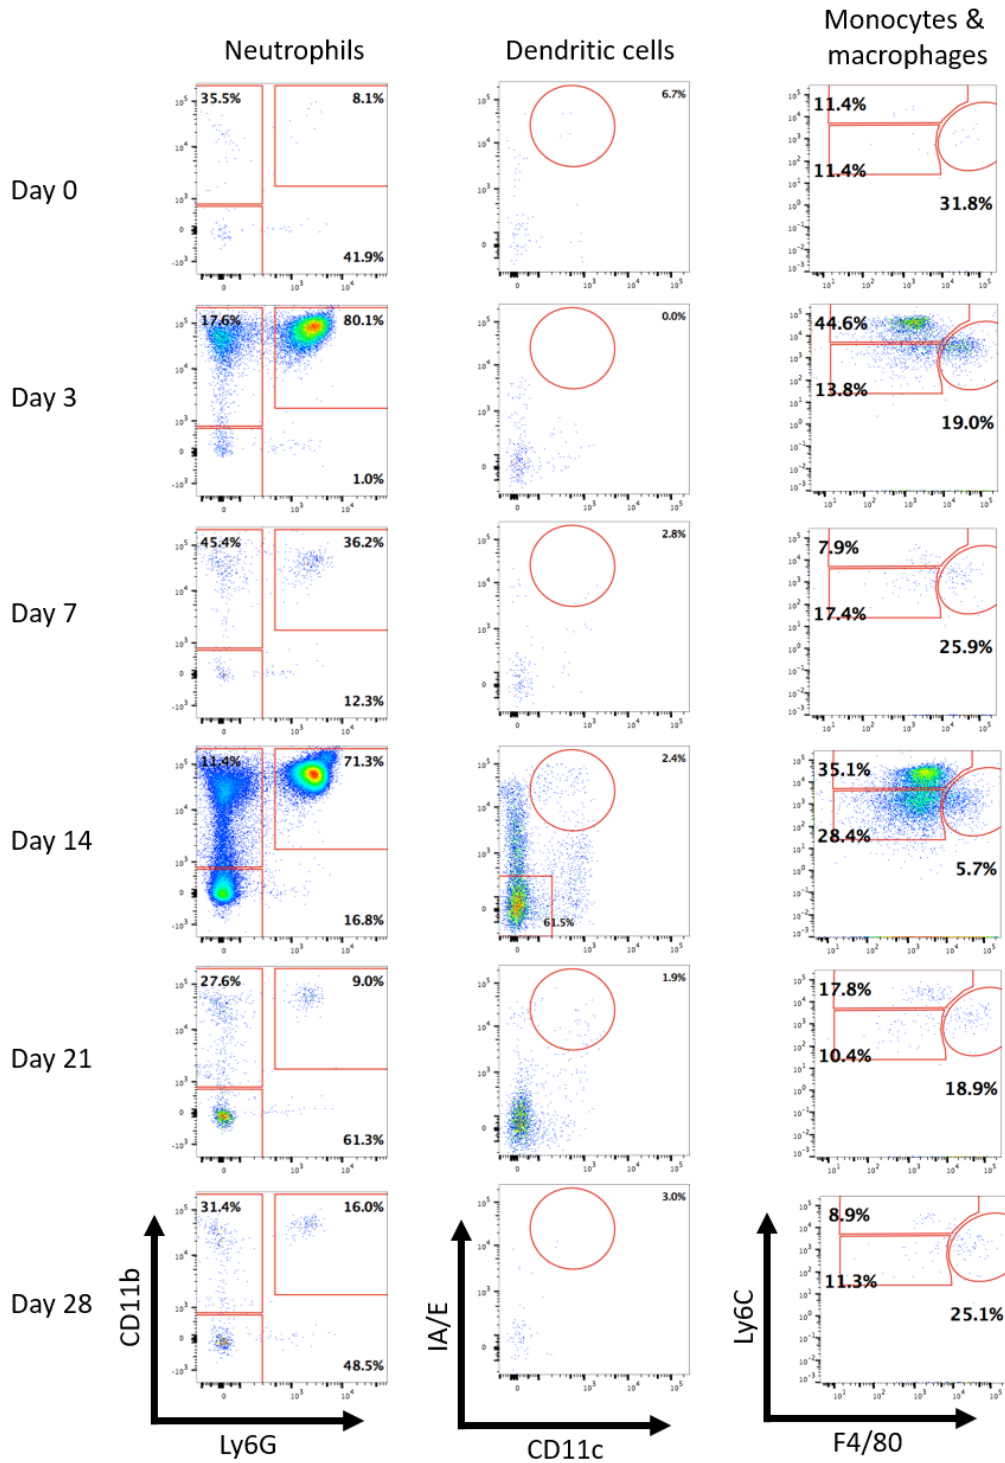 Neutrophils
Dendritic cells
Monocytes &
macrophages
Day 0
35.5%
8.1%
41.9%
6.7%
11.4%
11.4%
31.8%
Day 3
17.6%
80.1%
1.0%
0.0%
44.6%
13.8%
19.0%
Day 7
45.4%
36.2%
12.3%
2.8%
7.9%
17.4%
25.9%
Day 14
11.4%
71.3%
16.8%
2.4%
61.5%
35.1%
28.4%
5.7%
Day 21
27.6%
9.0%
61.3%
1.9%
17.8%
10.4%
18.9%
Day 28
31.4%
16.0%
48.5%
3.0%
8.9%
11.3%
25.1%
CD11b
Ly6G
IA/E
CD11c
Ly6C
F4/80